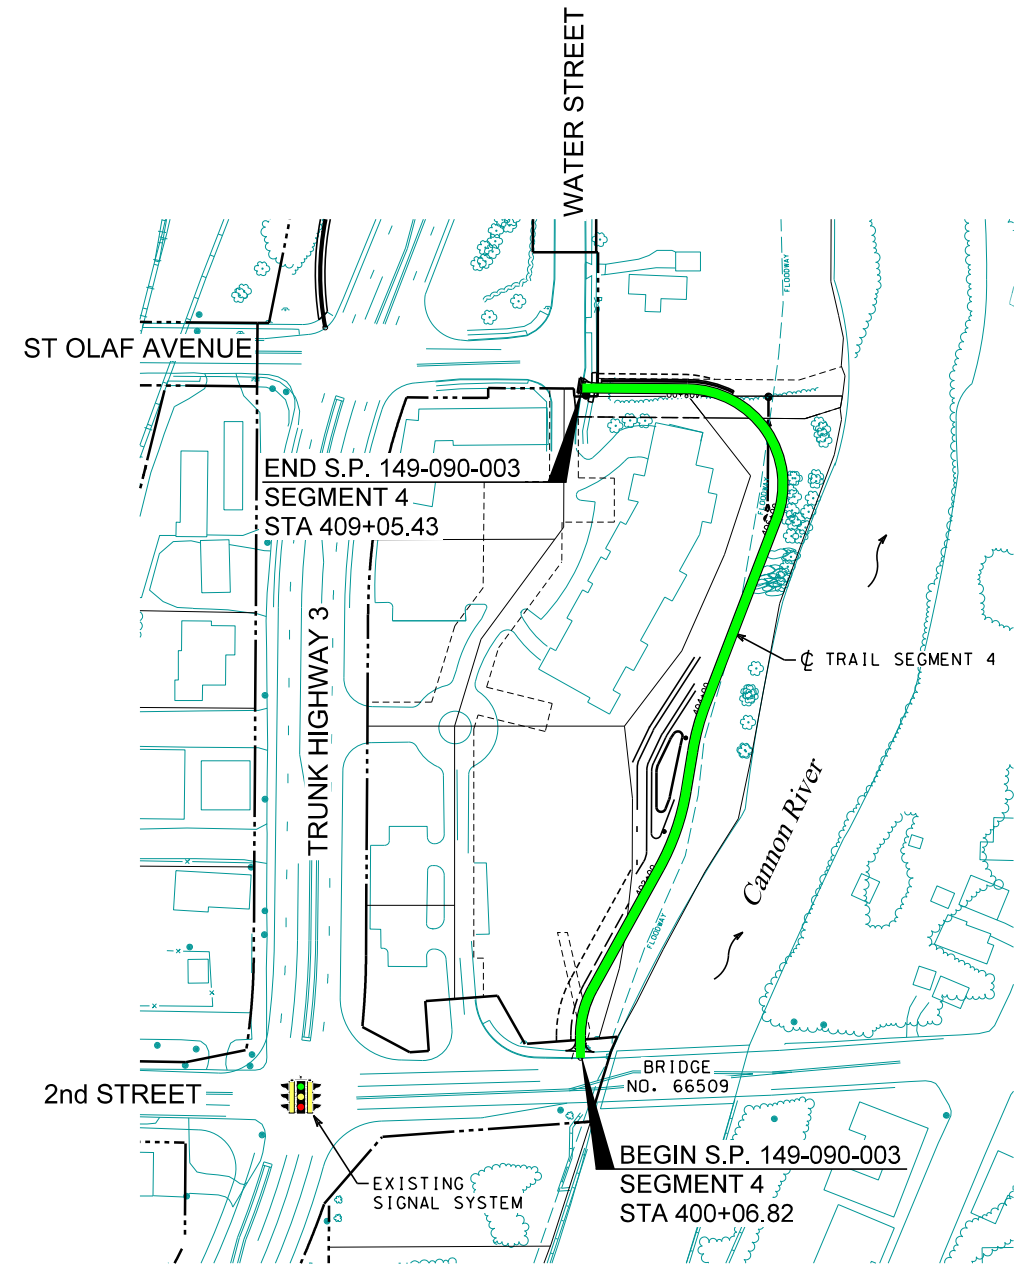 WATER STREET
FLOODWAY
ST OLAF AVENUE
END S.P. 149-090-003
SEGMENT 4
STA 409+05.43
FLOODWAY
TRUNK HIGHWAY 3
℄ TRAIL SEGMENT 4
Cannon River
FLOODWAY
BRIDGE
NO. 66509
2nd STREET
EXISTING
SIGNAL SYSTEM
BEGIN S.P. 149-090-003
SEGMENT 4
STA 400+06.82